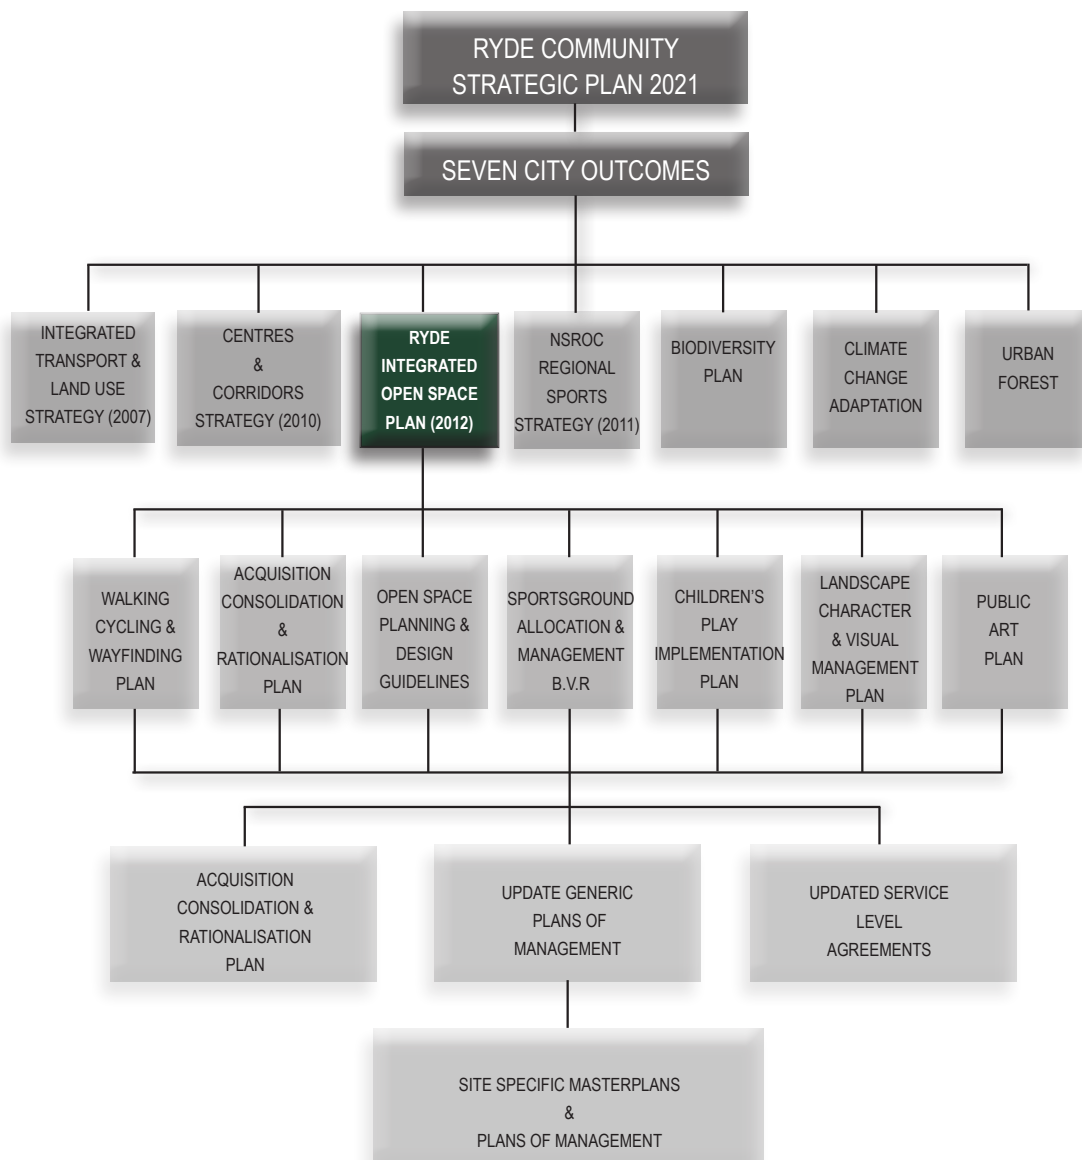 RYDE COMMUNITY
STRATEGIC PLAN 2021
SEVEN CITY OUTCOMES
INTEGRATED
TRANSPORT &
LAND USE
STRATEGY (2007)
CENTRES
&
CORRIDORS
STRATEGY (2010)
RYDE
INTEGRATED
OPEN SPACE
PLAN (2012)
NSROC
REGIONAL
SPORTS
STRATEGY (2011)
BIODIVERSITY
PLAN
CLIMATE
CHANGE
ADAPTATION
URBAN
FOREST
WALKING
CYCLING &
WAYFINDING
PLAN
ACQUISITION
CONSOLIDATION
&
RATIONALISATION
PLAN
OPEN SPACE
PLANNING &
DESIGN
GUIDELINES
SPORTSGROUND
ALLOCATION &
MANAGEMENT
B.V.R
CHILDREN'S
PLAY
IMPLEMENTATION
PLAN
LANDSCAPE
CHARACTER
& VISUAL
MANAGEMENT
PLAN
PUBLIC
ART
PLAN
ACQUISITION
CONSOLIDATION &
RATIONALISATION
PLAN
UPDATE GENERIC
PLANS OF
MANAGEMENT
UPDATED SERVICE
LEVEL
AGREEMENTS
SITE SPECIFIC MASTERPLANS
&
PLANS OF MANAGEMENT